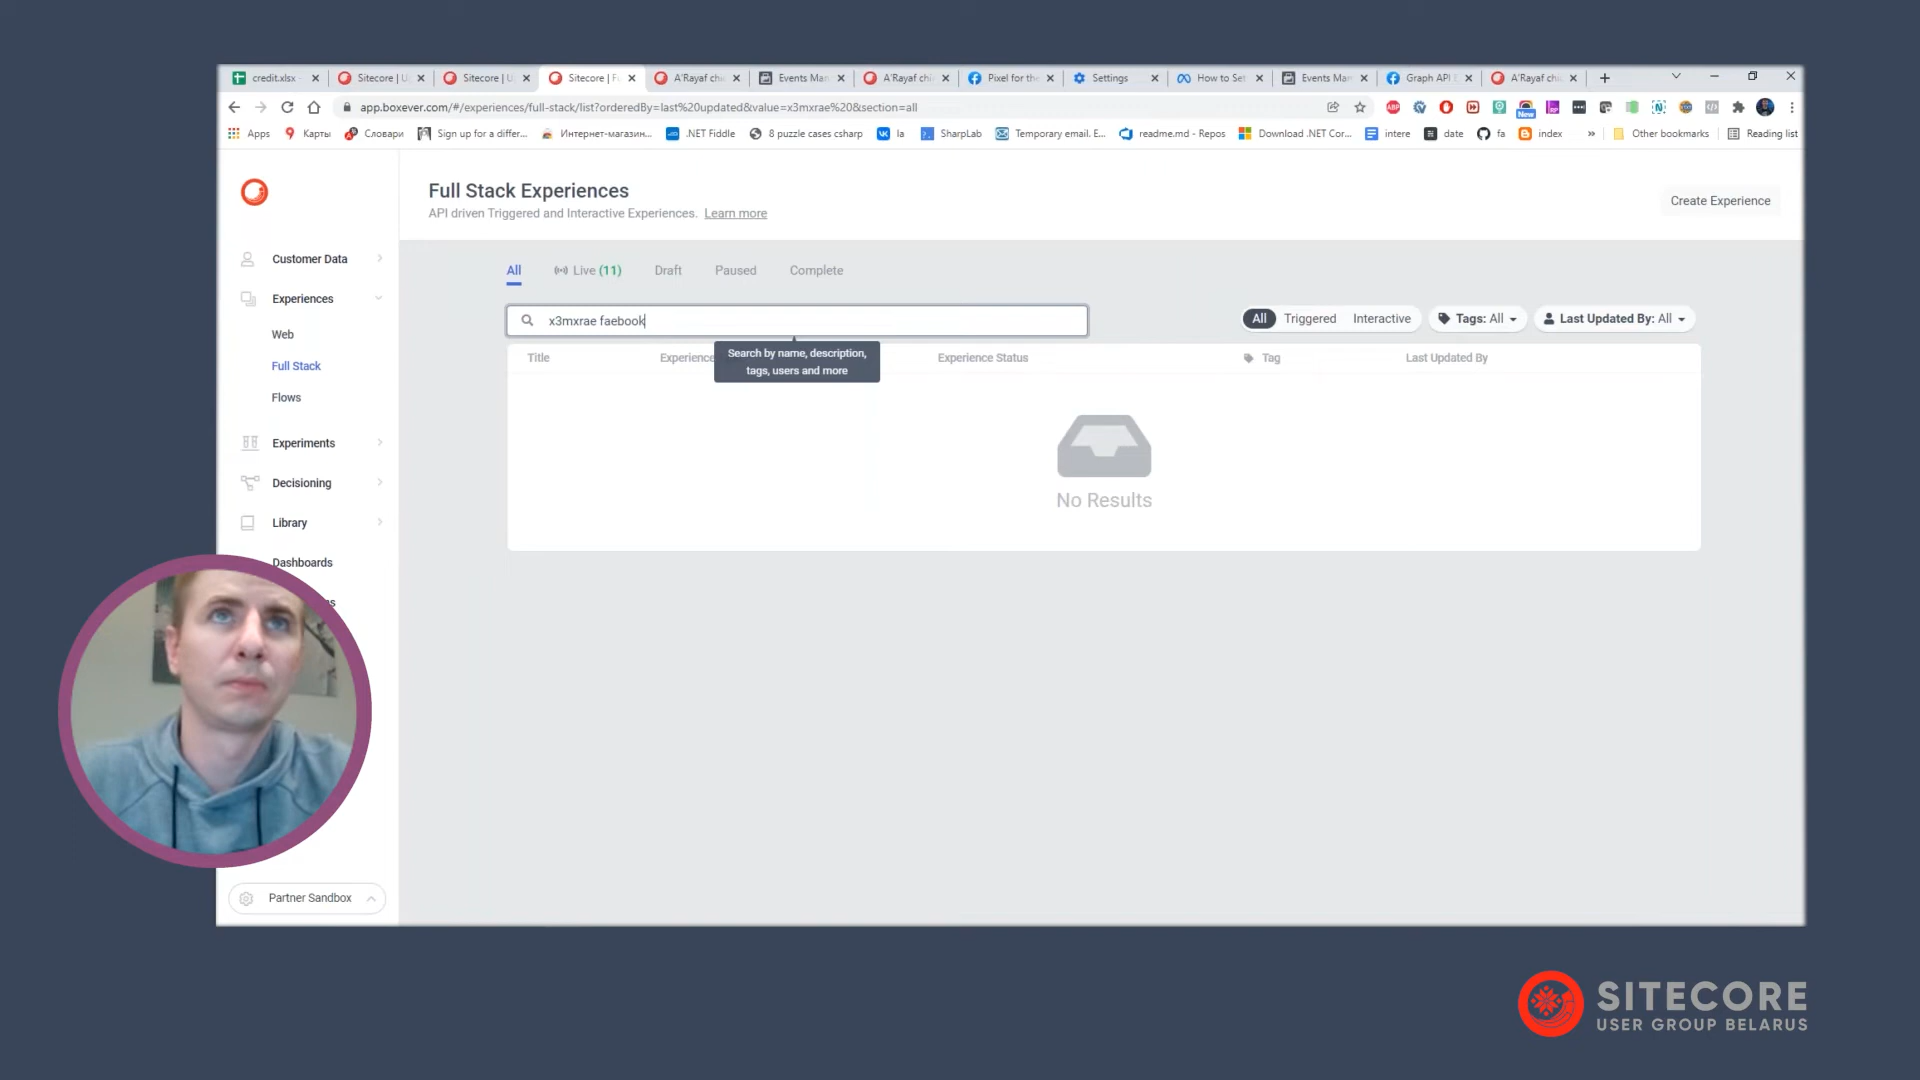 credit.xlsx
Sitecore | U
Sitecore | U
Sitecore | Fu
A'Rayaf chi
Events Man
A'Rayaf chi
Pixel for the
Settings
How to Set
Events Man
Graph API E
A'Rayaf chi
app.boxever.com/#/experiences/full-stack/list?orderedBy=last%20updated&value=x3mxrae%20&section=all
ABP
New
Apps
Карты
Словари
Sign up for a differ...
Интернет-магазин...
.NET Fiddle
8 puzzle cases csharp
la
SharpLab
Temporary email. E...
readme.md - Repos
Download .NET Cor...
intere
date
fa
index
»
Other bookmarks
Reading list
Full Stack Experiences
API driven Triggered and Interactive Experiences. Learn more
Create Experience
Customer Data
Experiences
Web
Full Stack
Flows
Experiments
Decisioning
Library
Dashboards
Partner Sandbox
All
Live (11)
Draft
Paused
Complete
x3mxrae faebook
All
Triggered
Interactive
Tags: All
Last Updated By: All
Search by name, description,
tags, users and more
Title
Experience
Experience Status
Tag
Last Updated By
No Results
SITECORE
USER GROUP BELARUS